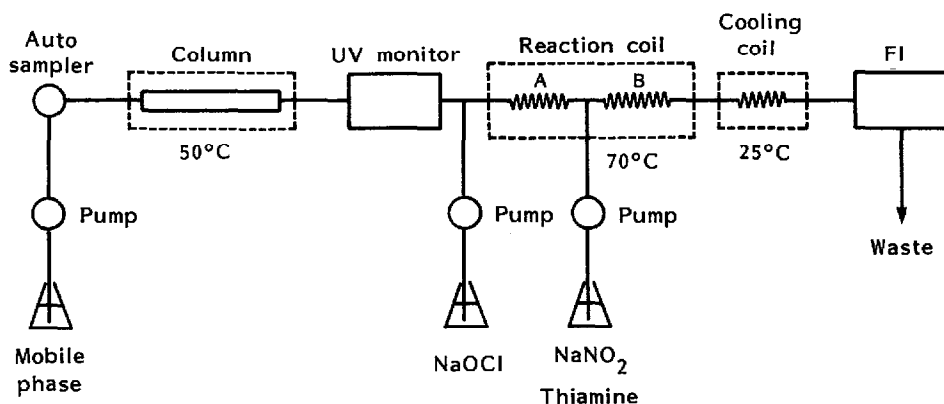 Auto
sampler
Column
UV monitor
Reaction coil
Cooling
coil
FI
A
B
50°C
70°C
25°C
Pump
Pump
Pump
Waste
Mobile
phase
NaOCl
NaNO2
Thiamine